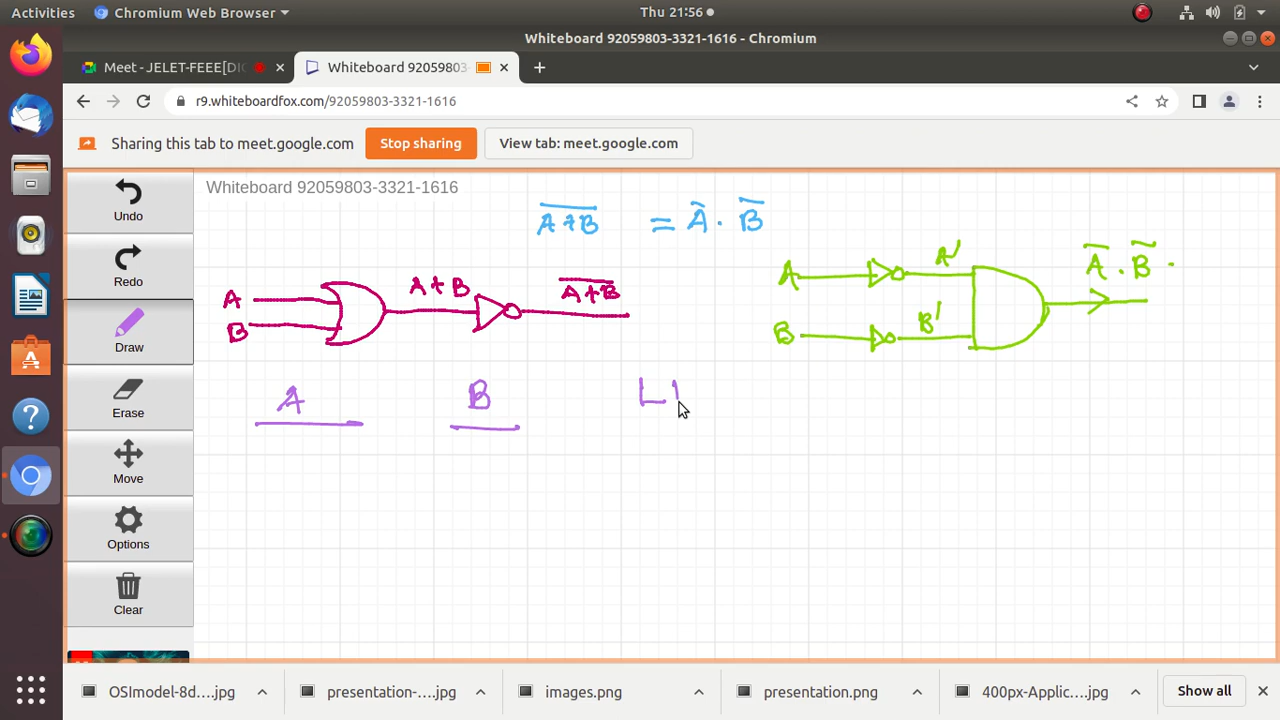 Activities Chromium Web Browser Thu 21:56
Whiteboard 92059803-3321-1616 - Chromium
Meet - JELET-FEEE[DIC Whiteboard 92059803-
r9.whiteboardfox.com/92059803-3321-1616
Sharing this tab to meet.google.com Stop sharing View tab: meet.google.com
Whiteboard 92059803-3321-1616
Undo
Redo
Draw
Erase
Move
Options
Clear
A̅+̅B̅ = A̅ . B̅
A
B
A+B
A̅+̅B̅
A
B
A'
B'
A̅ . B̅ .
A B L
OSImodel-8d....jpg presentation-....jpg images.png presentation.png 400px-Applic....jpg Show all